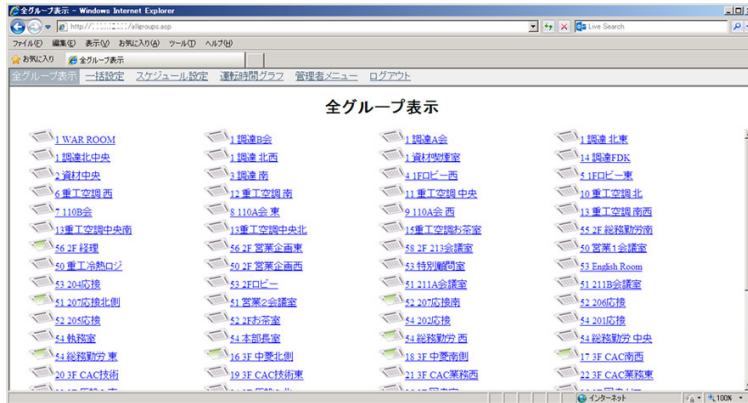 全グループ表示 - Windows Internet Explorer
http://allgroups.asp
Live Search
ファイル(F) 編集(E) 表示(V) お気に入り(A) ツール(T) ヘルプ(H)
お気に入り 全グループ表示
全グループ表示 一括設定 スケジュール設定 運転時間グラフ 管理者メニュー ログアウト
全グループ表示
1 WAR ROOM 1 調達B会 1 調達A会 1 調達 北東
1 調達北中央 1 調達 北西 1 資材喫煙室 14 調達FDK
2 資材中央 3 調達 南 4 1Fロビー西 5 1Fロビー東
6 重工空調 西 12 重工空調 南 11 重工空調 中央 10 重工空調 北
7 110B会 8 110A会 東 9 110A会 西 13 重工空調 南西
13重工空調中央南 13重工空調中央北 15重工空調お茶室 55 2F 総務勤労南
56 2F 経理 56 2F 営業企画東 58 2F 213会議室 50 営業1会議室
50 重工冷熱ロジ 50 2F 営業企画西 53 特別顧問室 53 English Room
53 204応接 53 2Fロビー 51 211A会議室 51 211B会議室
51 207応接北側 51 営業2会議室 52 207応接南 52 206応接
52 205応接 52 2Fお茶室 54 202応接 54 201応接
54 執務室 54 本部長室 54 総務勤労 西 54 総務勤労 中央
54 総務勤労 東 16 3F 中菱北側 18 3F 中菱南側 17 3F CAC南西
20 3F CAC技術 19 3F CAC技術東 21 3F CAC業務西 22 3F CAC業務東
インターネット 100%